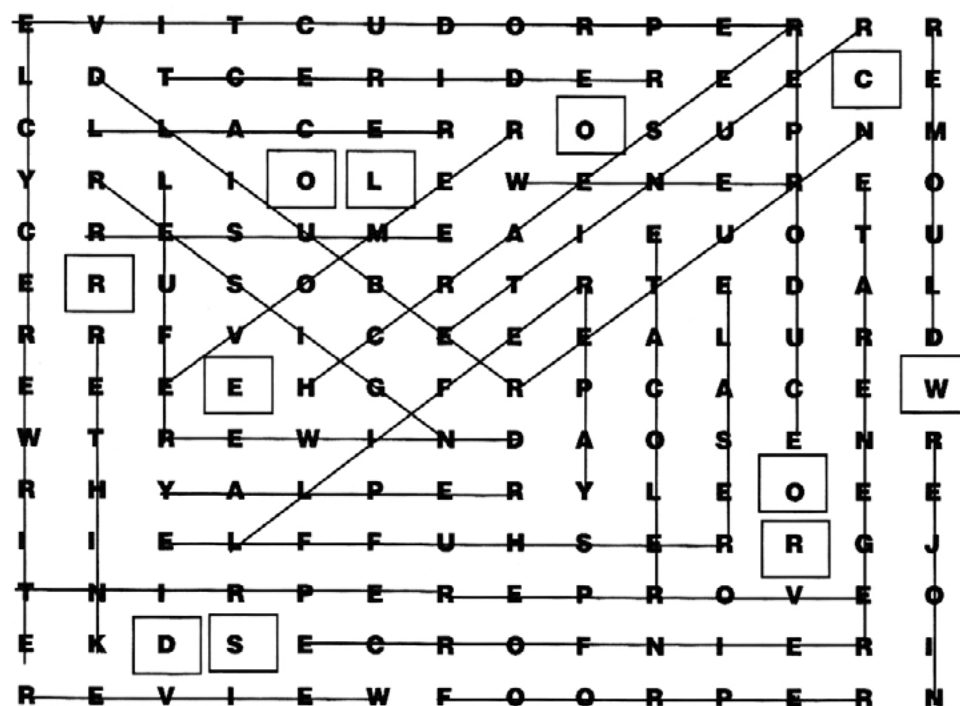 E V I T C U D O R P E R R R
L D T C E R I D E R E E C E
C L L A C E R R O S U P N M
Y R L I O L E W E N E R E O
C R E S U M E A I E U O T U
E R U S O B R T R T E D A L
R R F V I C E E E A L U R D
E E E E H G F R P C A C E W
W T R E W I N D A O S E N R
R H Y A L P E R Y L E O E E
I I E L F F U H S E R R G J
T N I R P E R E P R O V E O
E K D S E C R O F N I E R I
R E V I E W F O O R P E R N